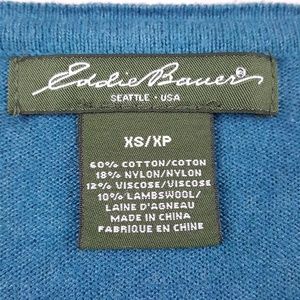 Eddie Bauer
SEATTLE · USA
XS/XP
60% COTTON/COTON
18% NYLON/NYLON
12% VISCOSE/VISCOSE
10% LAMBSWOOL/
LAINE D'AGNEAU
MADE IN CHINA
FABRIQUE EN CHINE